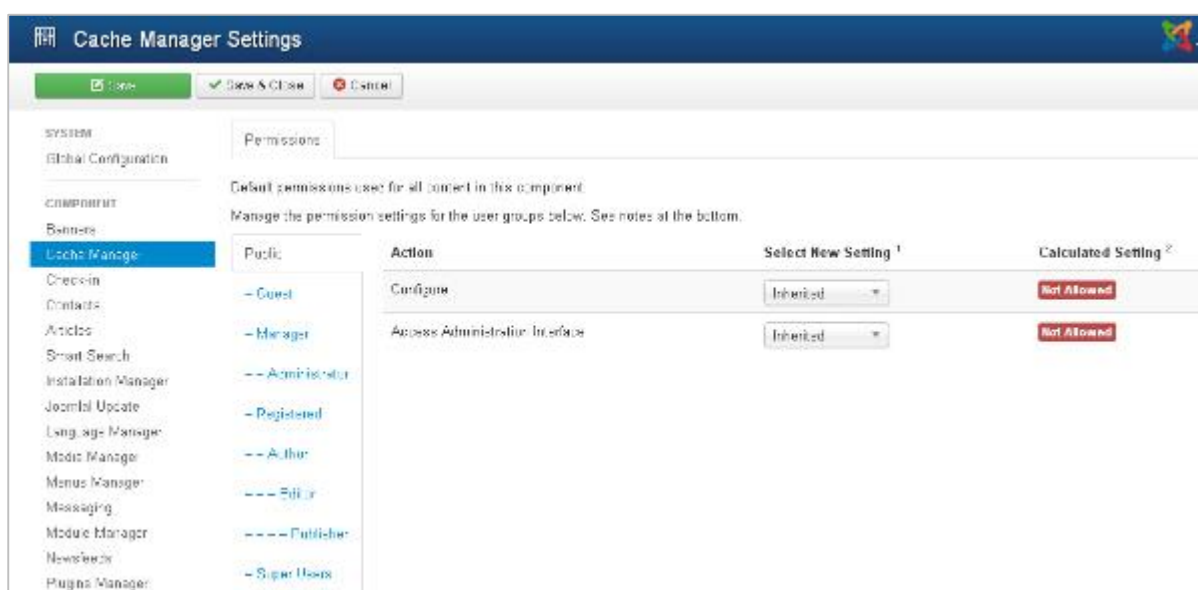 Cache Manager Settings
Save
Save & Close
Cancel
SYSTEM
Global Configuration
COMPONENT
Banners
Cache Manager
Check-in
Contacts
Articles
Smart Search
Installation Manager
Joomla! Update
Language Manager
Media Manager
Menus Manager
Messaging
Module Manager
Newsfeeds
Plugins Manager
Permissions
Default permissions used for all content in this component.
Manage the permission settings for the user groups below. See notes at the bottom.
Public
– Guest
– Manager
– – Administrator
– Registered
– – Author
– – – Editor
– – – – Publisher
– Super Users
Action Select New Setting ¹ Calculated Setting ²
Configure Inherited Not Allowed
Access Administration Interface Inherited Not Allowed